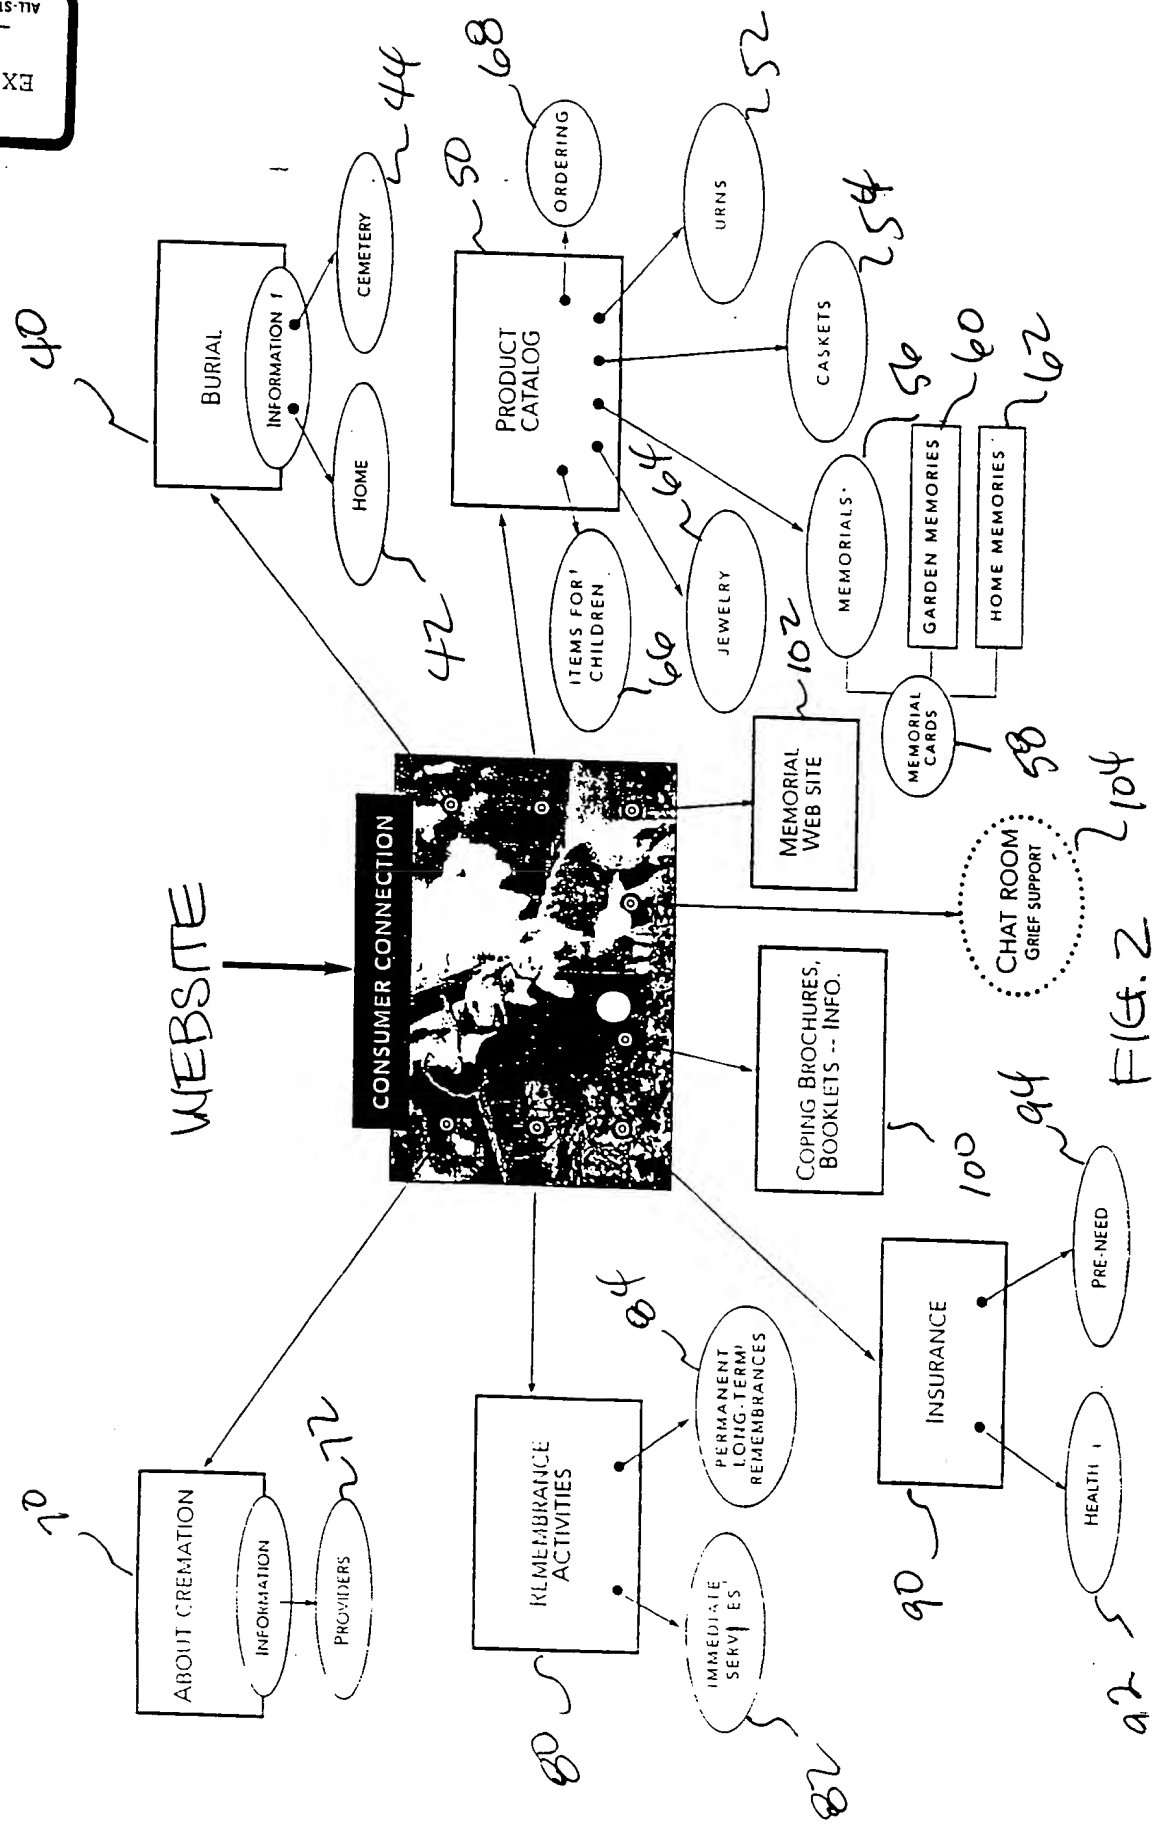 WEBSITE
CONSUMER CONNECTION
70
ABOUT CREMATION
INFORMATION
PROVIDERS
72
80
REMEMBRANCE
ACTIVITIES
IMMEDIATE
SERVI ES
82
PERMANENT
LONG-TERM
REMEMBRANCES
84
90
INSURANCE
HEALTH
92
PRE-NEED
94
COPING BROCHURES,
BOOKLETS -- INFO.
100
CHAT ROOM
GRIEF SUPPORT
104
MEMORIAL
WEB SITE
102
40
BURIAL
INFORMATION
HOME
42
CEMETERY
44
50
PRODUCT
CATALOG
ORDERING
68
URNS
52
CASKETS
54
MEMORIALS
56
GARDEN MEMORIES
60
HOME MEMORIES
62
MEMORIAL
CARDS
58
JEWELRY
64
ITEMS FOR
CHILDREN
66
FIG. 2
EX